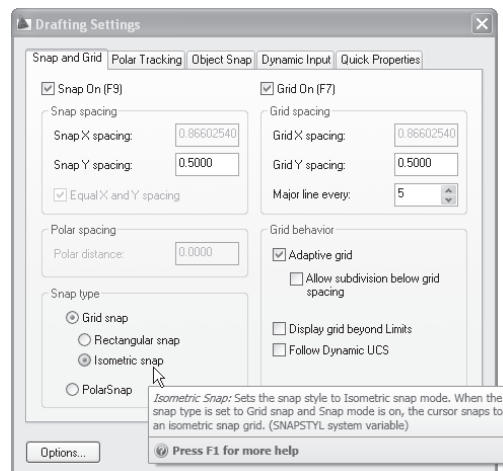 Drafting Settings
Snap and Grid
Polar Tracking
Object Snap
Dynamic Input
Quick Properties
Snap On (F9)
Snap spacing
Snap X spacing: 0.86602540
Snap Y spacing: 0.5000
Equal X and Y spacing
Polar spacing
Polar distance: 0.0000
Snap type
Grid snap
Rectangular snap
Isometric snap
PolarSnap
Grid On (F7)
Grid spacing
Grid X spacing: 0.86602540
Grid Y spacing: 0.5000
Major line every: 5
Grid behavior
Adaptive grid
Allow subdivision below grid
spacing
Display grid beyond Limits
Follow Dynamic UCS
Isometric Snap: Sets the snap style to Isometric snap mode. When the
snap type is set to Grid snap and Snap mode is on, the cursor snaps to
an isometric snap grid. (SNAPSTYL system variable)
Press F1 for more help
Options...